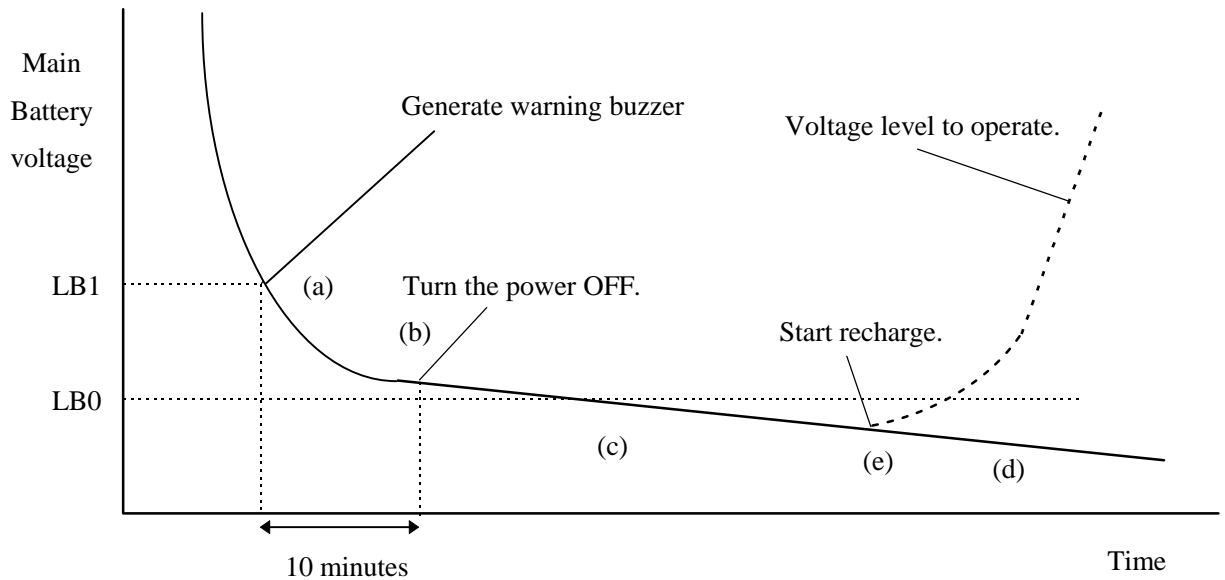 Main
Battery
voltage
Generate warning buzzer
Voltage level to operate.
LB1
(a)
Turn the power OFF.
(b)
Start recharge.
LB0
(c)
(e)
(d)
10 minutes
Time